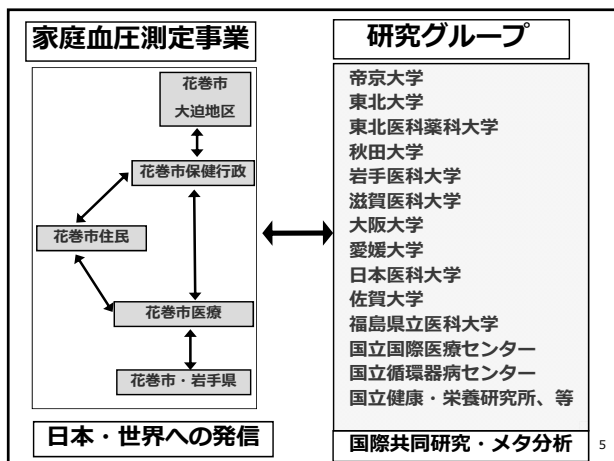 家庭血圧測定事業
花巻市
大迫地区
花巻市保健行政
花巻市住民
花巻市医療
花巻市・岩手県
日本・世界への発信
研究グループ
帝京大学
東北大学
東北医科薬科大学
秋田大学
岩手医科大学
滋賀医科大学
大阪大学
愛媛大学
日本医科大学
佐賀大学
福島県立医科大学
国立国際医療センター
国立循環器病センター
国立健康・栄養研究所、等
国際共同研究・メタ分析
5